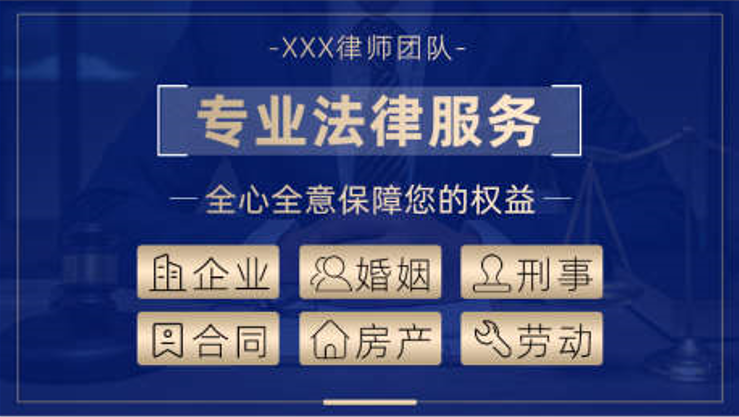 -XXX律师团队-
专业法律服务
全心全意保障您的权益
企业 婚姻 刑事
合同 房产 劳动